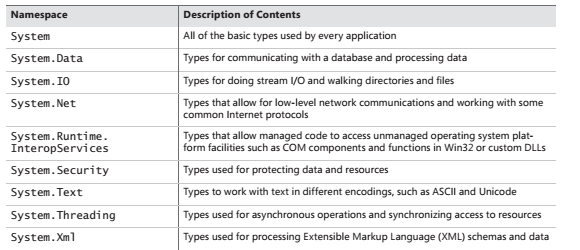 Namespace Description of Contents
System All of the basic types used by every application
System.Data Types for communicating with a database and processing data
System.IO Types for doing stream I/O and walking directories and files
System.Net Types that allow for low-level network communications and working with some
common Internet protocols
System.Runtime. Types that allow managed code to access unmanaged operating system plat-
InteropServices form facilities such as COM components and functions in Win32 or custom DLLs
System.Security Types used for protecting data and resources
System.Text Types to work with text in different encodings, such as ASCII and Unicode
System.Threading Types used for asynchronous operations and synchronizing access to resources
System.Xml Types used for processing Extensible Markup Language (XML) schemas and data